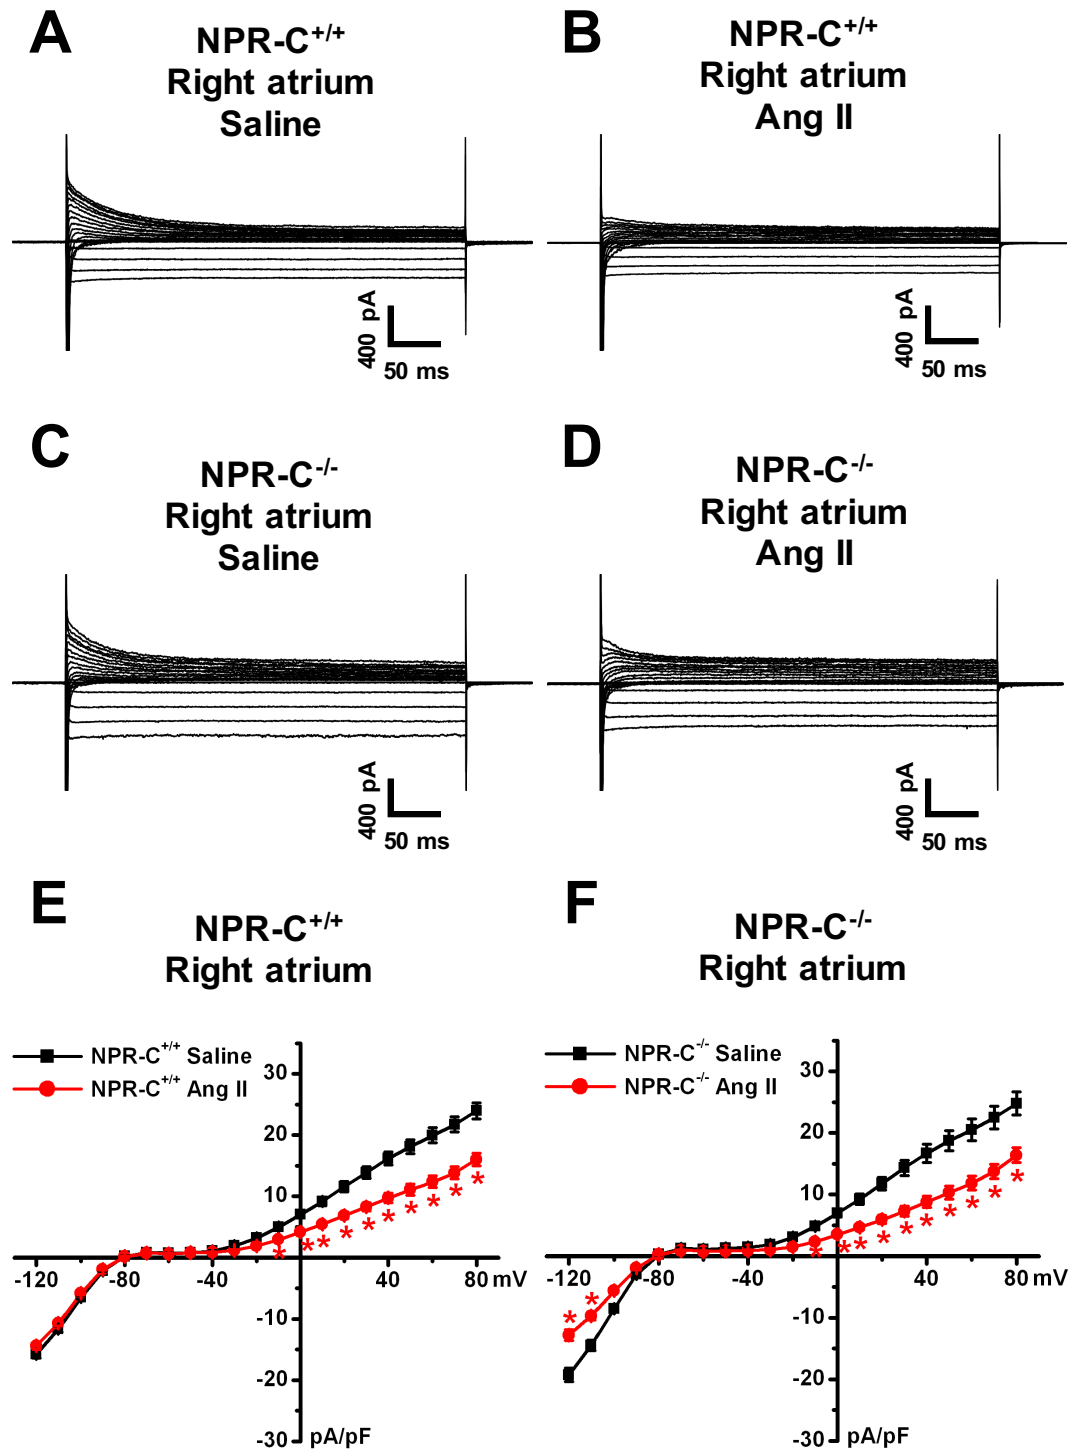 A
NPR-C+/+
Right atrium
Saline
B
NPR-C+/+
Right atrium
Ang II
400 pA
50 ms
400 pA
50 ms
C
NPR-C-/-
Right atrium
Saline
D
NPR-C-/-
Right atrium
Ang II
400 pA
50 ms
400 pA
50 ms
E
NPR-C+/+
Right atrium
F
NPR-C-/-
Right atrium
NPR-C+/+ Saline
NPR-C+/+ Ang II
30
20
10
-120
-80
-40
40
80 mV
-10
-20
-30
pA/pF
* * * * * * * * * *
NPR-C-/- Saline
NPR-C-/- Ang II
30
20
10
-120
-80
-40
40
80 mV
-10
-20
-30
pA/pF
* * * * * * * * * * * *